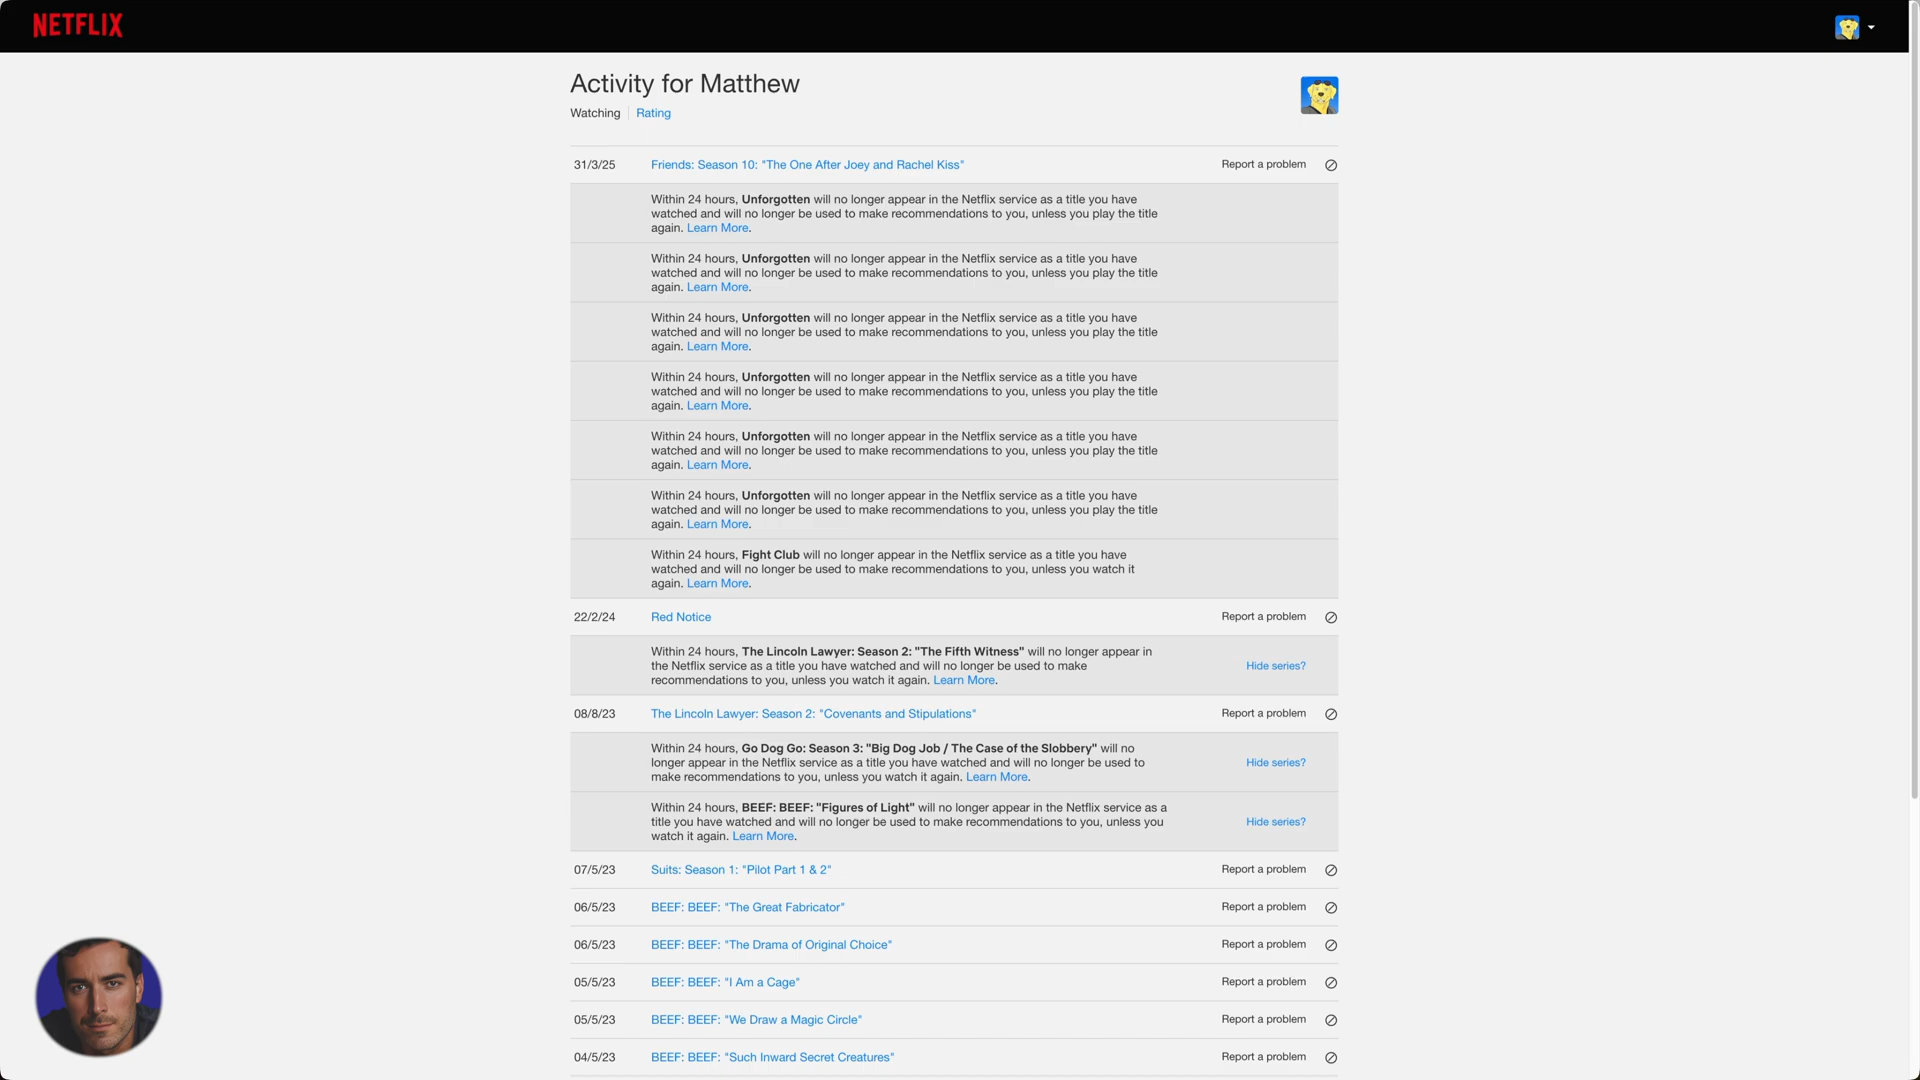 NETFLIX
Activity for Matthew
Watching
Rating
31/3/25 Friends: Season 10: "The One After Joey and Rachel Kiss" Report a problem
Within 24 hours, Unforgotten will no longer appear in the Netflix service as a title you have
watched and will no longer be used to make recommendations to you, unless you play the title
again. Learn More.
Within 24 hours, Unforgotten will no longer appear in the Netflix service as a title you have
watched and will no longer be used to make recommendations to you, unless you play the title
again. Learn More.
Within 24 hours, Unforgotten will no longer appear in the Netflix service as a title you have
watched and will no longer be used to make recommendations to you, unless you play the title
again. Learn More.
Within 24 hours, Unforgotten will no longer appear in the Netflix service as a title you have
watched and will no longer be used to make recommendations to you, unless you play the title
again. Learn More.
Within 24 hours, Unforgotten will no longer appear in the Netflix service as a title you have
watched and will no longer be used to make recommendations to you, unless you play the title
again. Learn More.
Within 24 hours, Unforgotten will no longer appear in the Netflix service as a title you have
watched and will no longer be used to make recommendations to you, unless you play the title
again. Learn More.
Within 24 hours, Fight Club will no longer appear in the Netflix service as a title you have
watched and will no longer be used to make recommendations to you, unless you watch it
again. Learn More.
22/2/24 Red Notice Report a problem
Within 24 hours, The Lincoln Lawyer: Season 2: "The Fifth Witness" will no longer appear in
the Netflix service as a title you have watched and will no longer be used to make
recommendations to you, unless you watch it again. Learn More.
Hide series?
08/8/23 The Lincoln Lawyer: Season 2: "Covenants and Stipulations" Report a problem
Within 24 hours, Go Dog Go: Season 3: "Big Dog Job / The Case of the Slobbery" will no
longer appear in the Netflix service as a title you have watched and will no longer be used to
make recommendations to you, unless you watch it again. Learn More.
Hide series?
Within 24 hours, BEEF: BEEF: "Figures of Light" will no longer appear in the Netflix service as a
title you have watched and will no longer be used to make recommendations to you, unless you
watch it again. Learn More.
Hide series?
07/5/23 Suits: Season 1: "Pilot Part 1 & 2" Report a problem
06/5/23 BEEF: BEEF: "The Great Fabricator" Report a problem
06/5/23 BEEF: BEEF: "The Drama of Original Choice" Report a problem
05/5/23 BEEF: BEEF: "I Am a Cage" Report a problem
05/5/23 BEEF: BEEF: "We Draw a Magic Circle" Report a problem
04/5/23 BEEF: BEEF: "Such Inward Secret Creatures" Report a problem